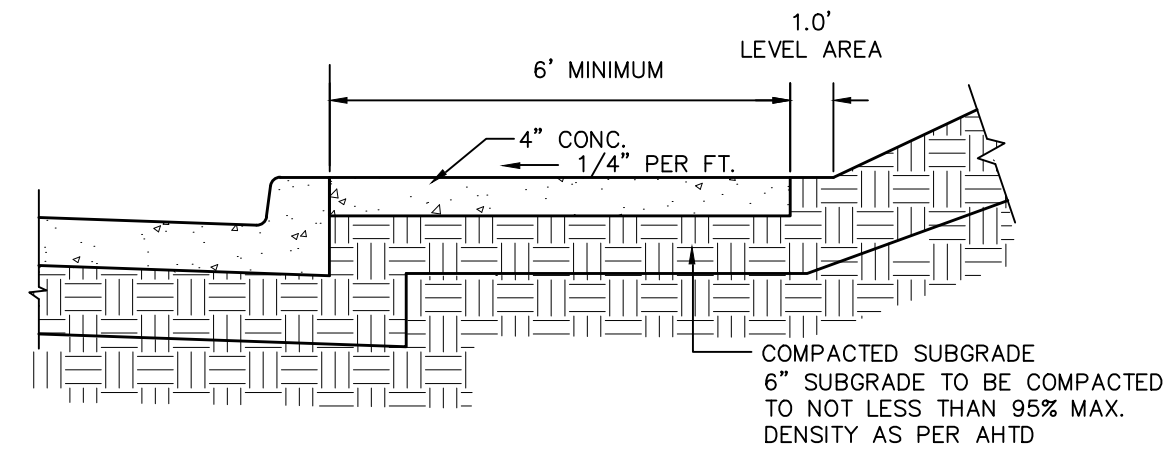 1.0'
LEVEL AREA
6' MINIMUM
4" CONC.
1/4" PER FT.
COMPACTED SUBGRADE
6" SUBGRADE TO BE COMPACTED
TO NOT LESS THAN 95% MAX.
DENSITY AS PER AHTD